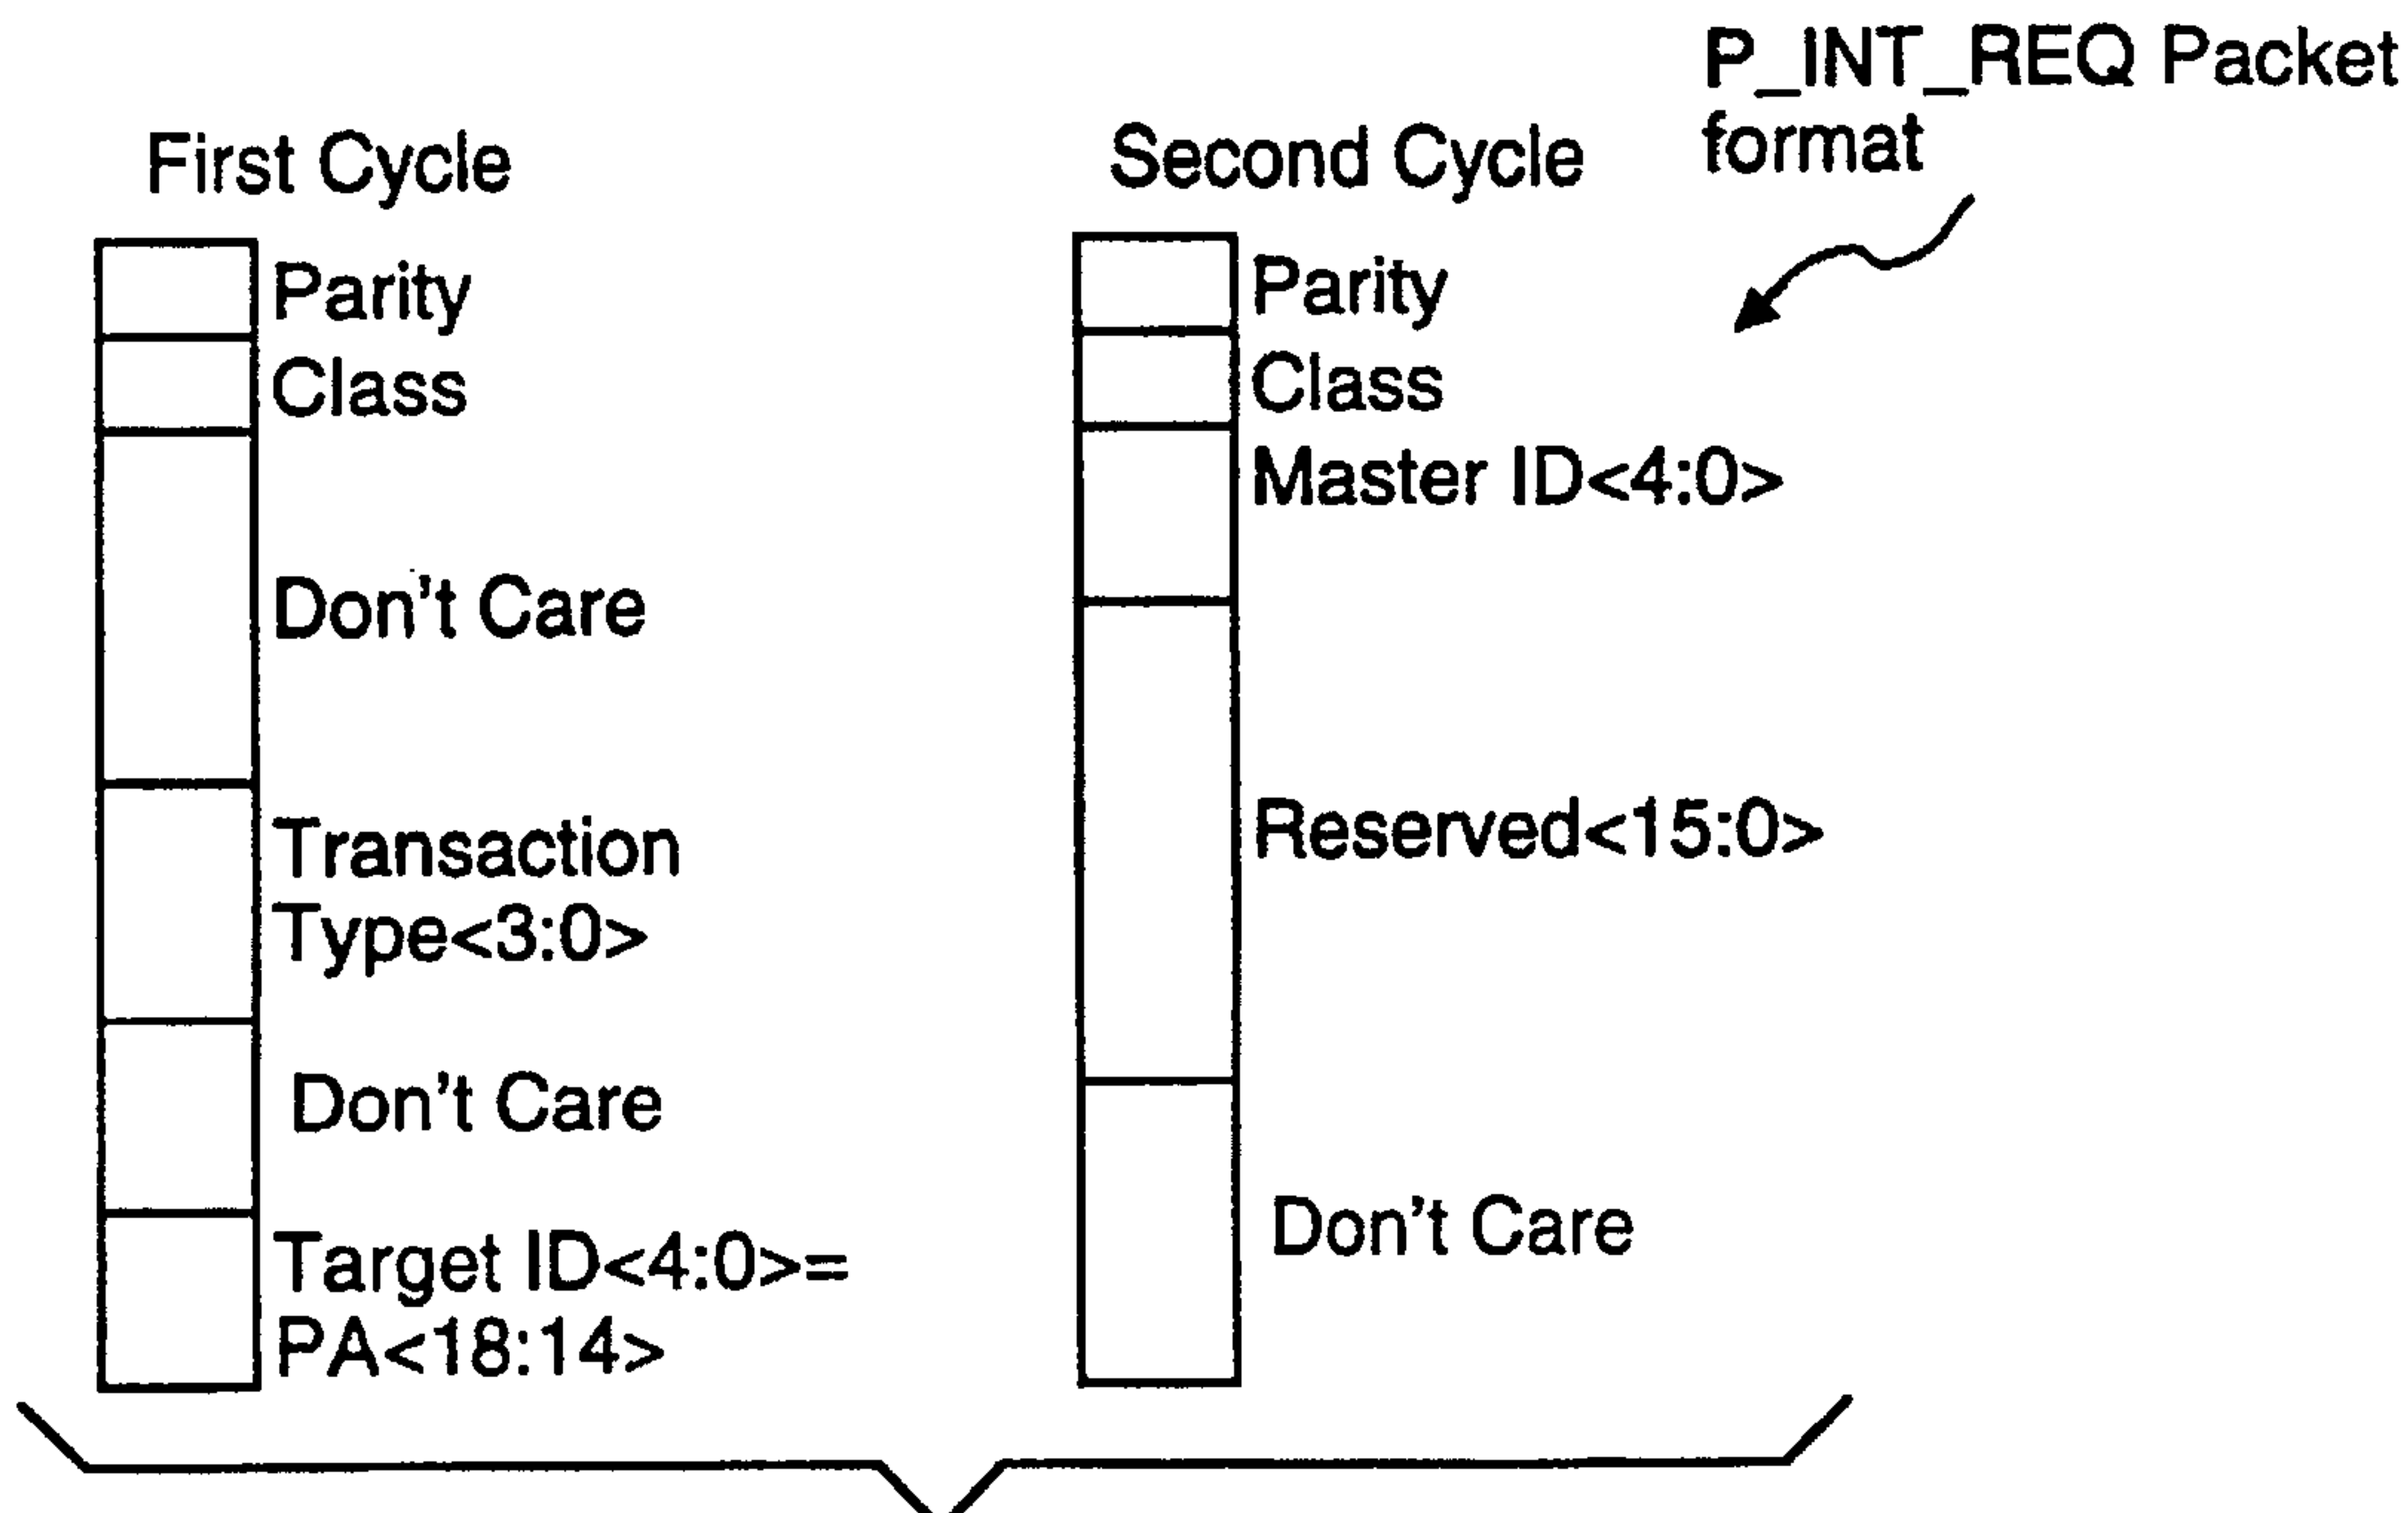 P_INT_REQ Packet
format
First Cycle
Parity
Class
Don't Care
Transaction
Type<3:0>
Don't Care
Target ID<4:0>=
PA<18:14>
Second Cycle
Parity
Class
Master ID<4:0>
Reserved<15:0>
Don't Care